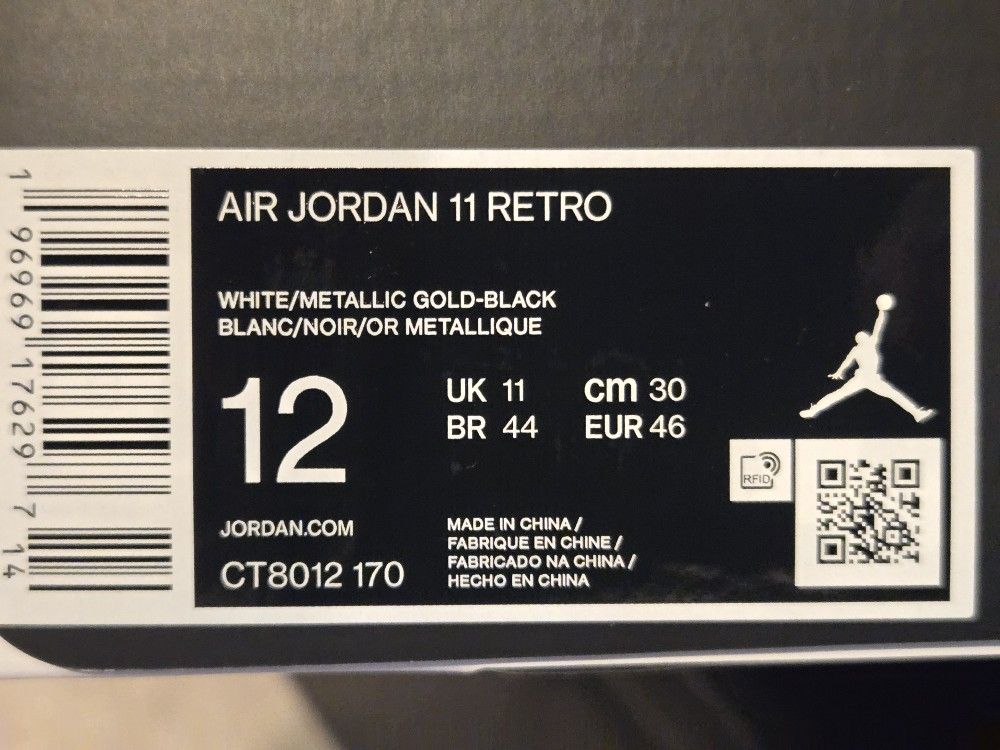 AIR JORDAN 11 RETRO
WHITE/METALLIC GOLD-BLACK
BLANC/NOIR/OR METALLIQUE
12
UK 11 cm 30
BR 44 EUR 46
RFID
JORDAN.COM
CT8012 170
MADE IN CHINA /
FABRIQUE EN CHINE /
FABRICADO NA CHINA /
HECHO EN CHINA
1 96969 17629 7 14